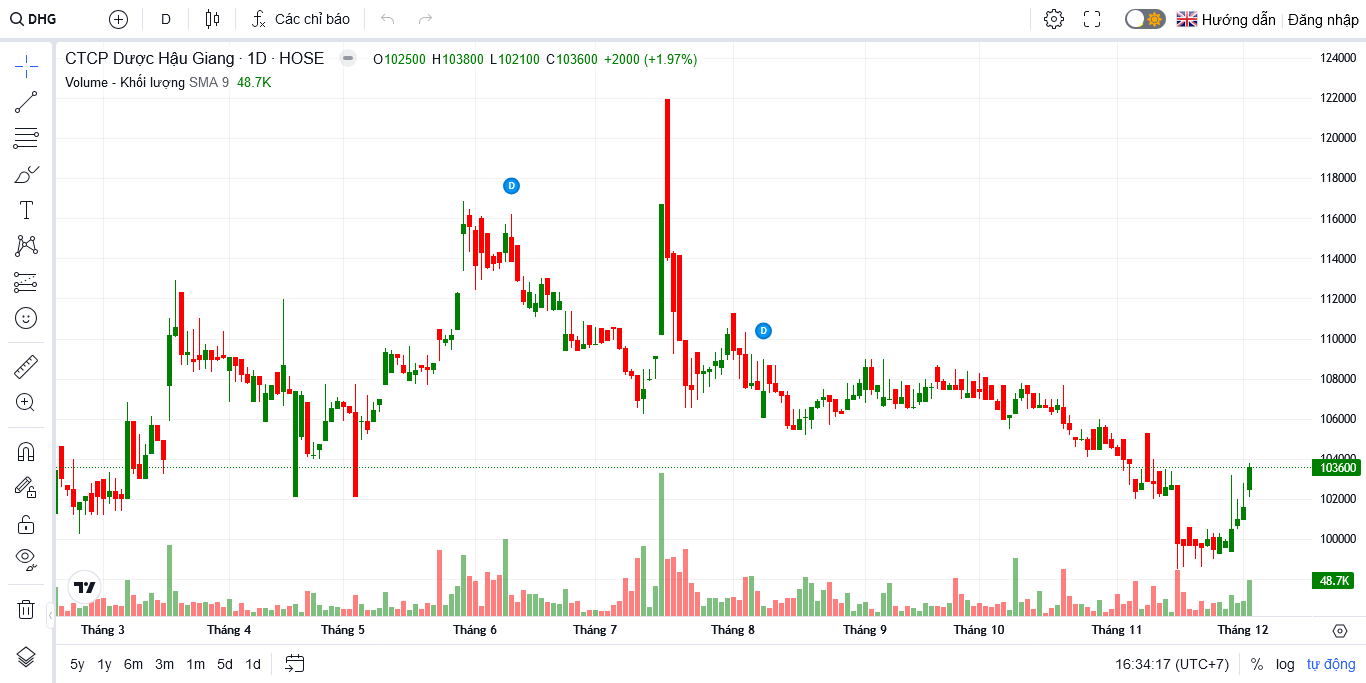 DHG D Các chỉ báo Hướng dẫn Đăng nhập
CTCP Dược Hậu Giang · 1D · HOSE O102500 H103800 L102100 C103600 +2000 (+1.97%)
Volume - Khối lượng SMA 9 48.7K
D
D
124000
122000
120000
118000
116000
114000
112000
110000
108000
106000
104000
103600
102000
100000
48.7K
Tháng 3 Tháng 4 Tháng 5 Tháng 6 Tháng 7 Tháng 8 Tháng 9 Tháng 10 Tháng 11 Tháng 12
5y 1y 6m 3m 1m 5d 1d 16:34:17 (UTC+7) % log tự động